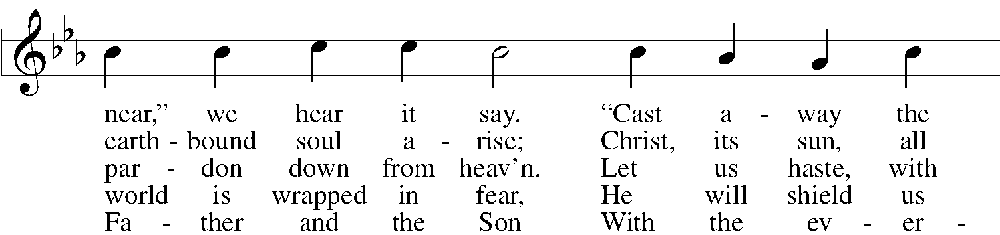 near,” we hear it say. “Cast a - way the
earth - bound soul a - rise; Christ, its sun, all
par - don down from heav’n. Let us haste, with
world is wrapped in fear, He will shield us
Fa - ther and the Son With the ev - er -